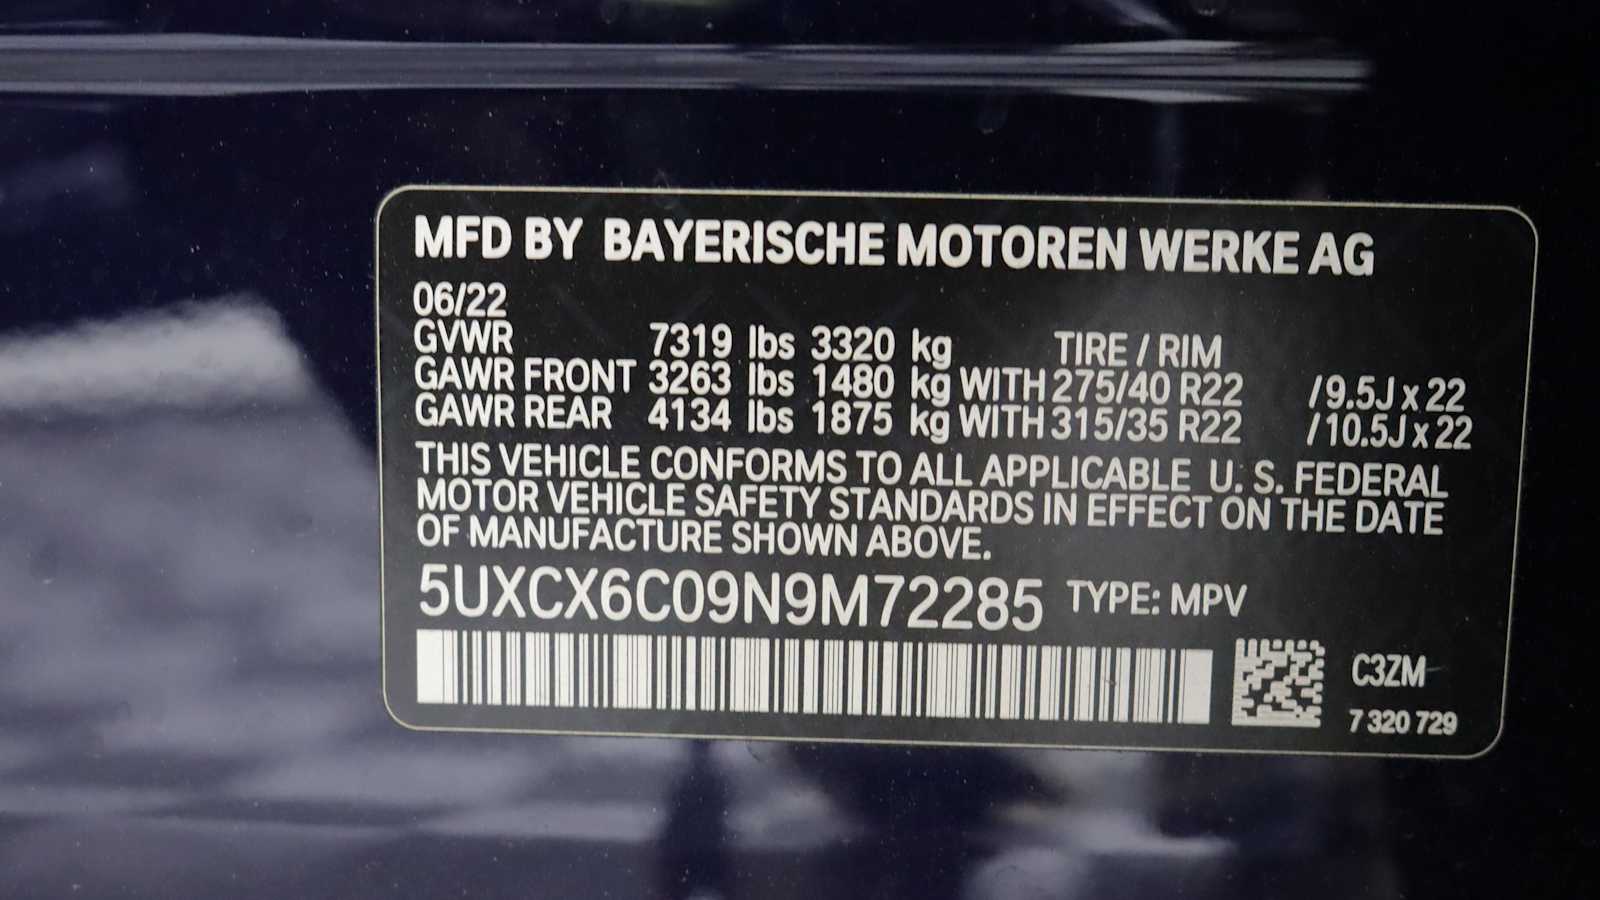 MFD BY BAYERISCHE MOTOREN WERKE AG
06/22
GVWR 7319 lbs 3320 kg TIRE / RIM
GAWR FRONT 3263 lbs 1480 kg WITH 275/40 R22 /9.5J x 22
GAWR REAR 4134 lbs 1875 kg WITH 315/35 R22 /10.5J x 22
THIS VEHICLE CONFORMS TO ALL APPLICABLE U. S. FEDERAL
MOTOR VEHICLE SAFETY STANDARDS IN EFFECT ON THE DATE
OF MANUFACTURE SHOWN ABOVE.
5UXCX6C09N9M72285 TYPE: MPV
C3ZM
7 320 729